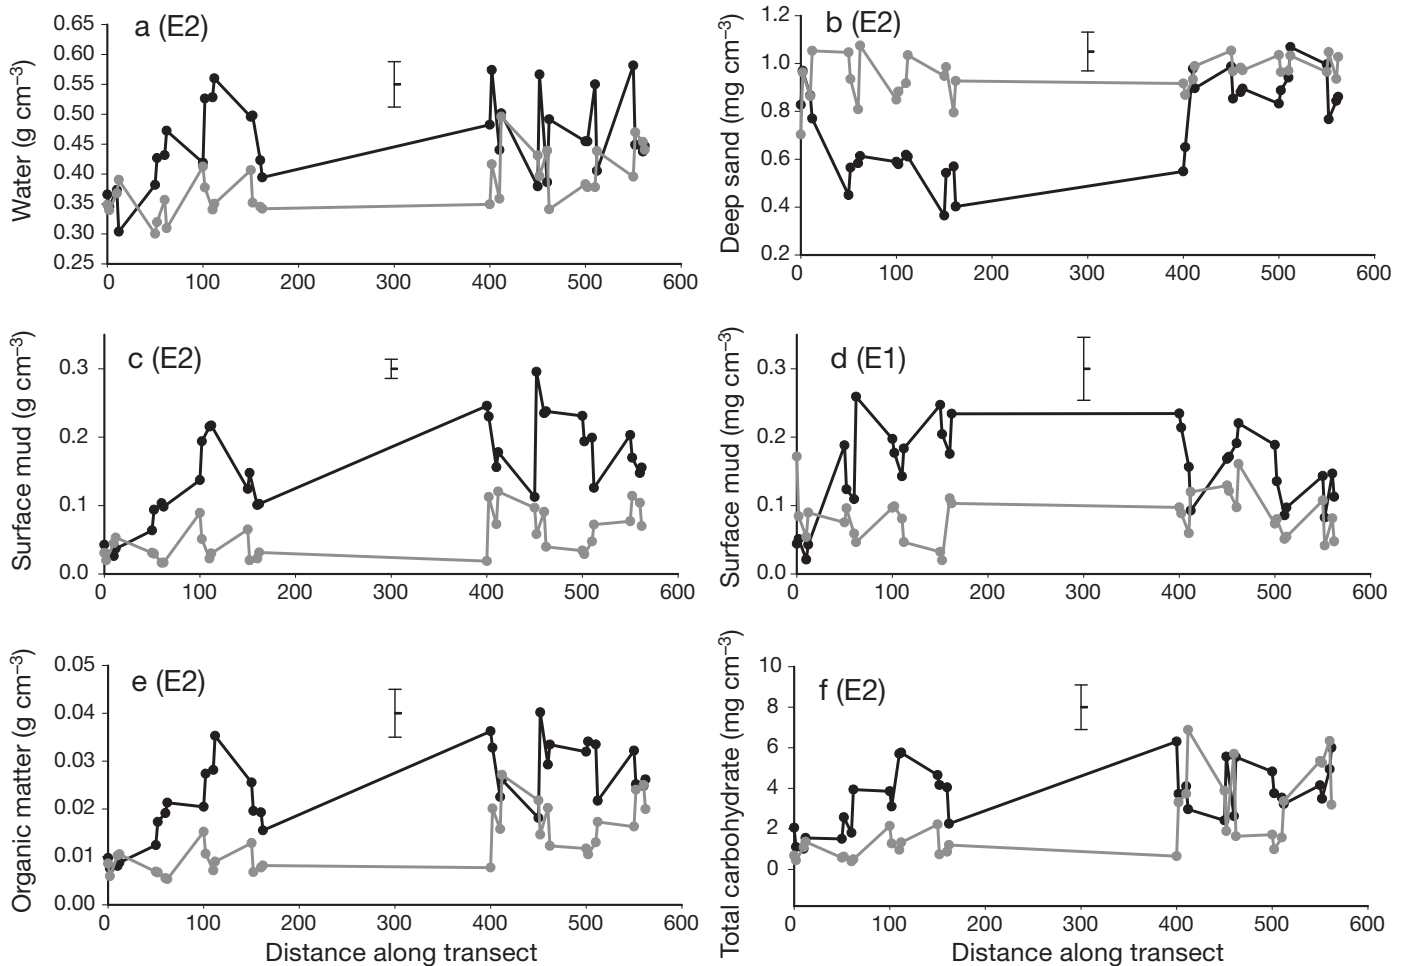 a (E2)
Water (g cm–3)
0.65
0.60
0.55
0.50
0.45
0.40
0.35
0.30
0.25
0 100 200 300 400 500 600
b (E2)
Deep sand (mg cm–3)
1.2
1.0
0.8
0.6
0.4
0.2
0 100 200 300 400 500 600
c (E2)
Surface mud (g cm–3)
0.3
0.2
0.1
0.0
0 100 200 300 400 500 600
d (E1)
Surface mud (mg cm–3)
0.3
0.2
0.1
0.0
0 100 200 300 400 500 600
e (E2)
Organic matter (g cm–3)
0.05
0.04
0.03
0.02
0.01
0.00
0 100 200 300 400 500 600
Distance along transect
f (E2)
Total carbohydrate (mg cm–3)
10
8
6
4
2
0
0 100 200 300 400 500 600
Distance along transect